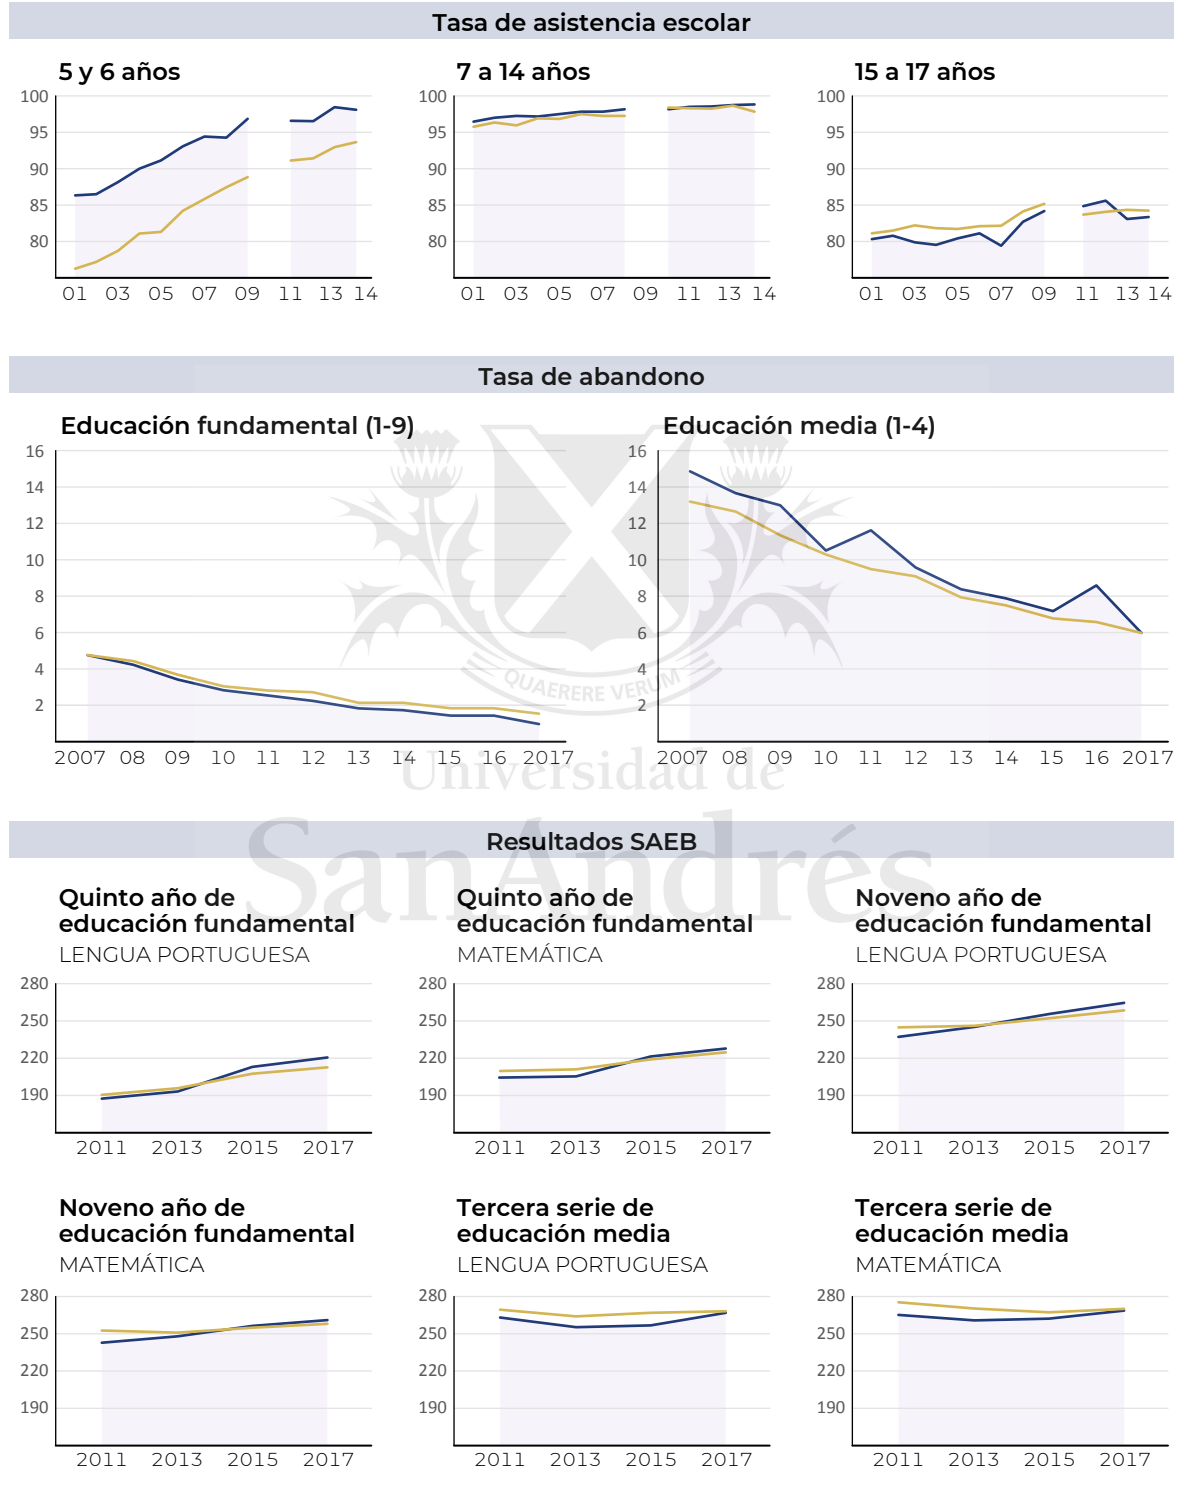 Tasa de asistencia escolar
5 y 6 años
100
95
90
85
80
01 03 05 07 09 11 13 14
7 a 14 años
100
95
90
85
80
01 03 05 07 09 11 13 14
15 a 17 años
100
95
90
85
80
01 03 05 07 09 11 13 14
Tasa de abandono
Educación fundamental (1-9)
16
14
12
10
8
6
4
2
2007 08 09 10 11 12 13 14 15 16 2017
Educación media (1-4)
16
14
12
10
8
6
4
2
2007 08 09 10 11 12 13 14 15 16 2017
QUAERERE VERUM
Universidad de
SanAndrés
Resultados SAEB
Quinto año de
educación fundamental
LENGUA PORTUGUESA
280
250
220
190
2011 2013 2015 2017
Quinto año de
educación fundamental
MATEMÁTICA
280
250
220
190
2011 2013 2015 2017
Noveno año de
educación fundamental
LENGUA PORTUGUESA
280
250
220
190
2011 2013 2015 2017
Noveno año de
educación fundamental
MATEMÁTICA
280
250
220
190
2011 2013 2015 2017
Tercera serie de
educación media
LENGUA PORTUGUESA
280
250
220
190
2011 2013 2015 2017
Tercera serie de
educación media
MATEMÁTICA
280
250
220
190
2011 2013 2015 2017